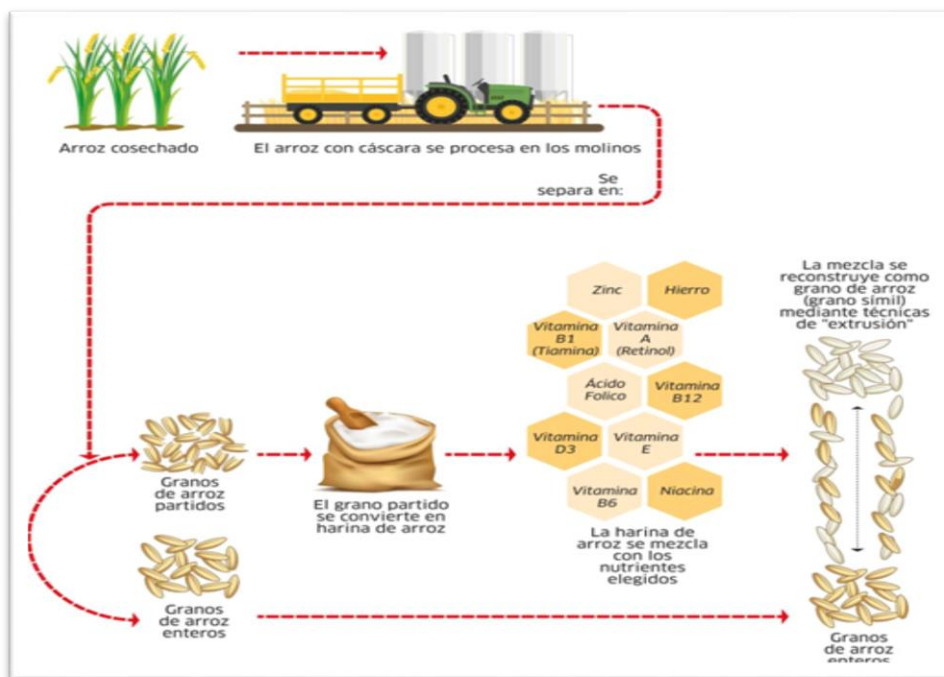 Arroz cosechado
El arroz con cáscara se procesa en los molinos
Se
separa en:
La mezcla se
reconstruye como
grano de arroz
(grano símil)
mediante técnicas
de "extrusión"
Zinc
Hierro
Vitamina
B1
(Tiamina)
Vitamina
A
(Retinol)
Ácido
Folico
Vitamina
B12
Vitamina
D3
Vitamina
E
Vitamina
B6
Niacina
Granos
de arroz
partidos
El grano partido
se convierte en
harina de arroz
La harina de
arroz se mezcla
con los
nutrientes
elegidos
Granos
de arroz
enteros
Granos
de arroz
enteros